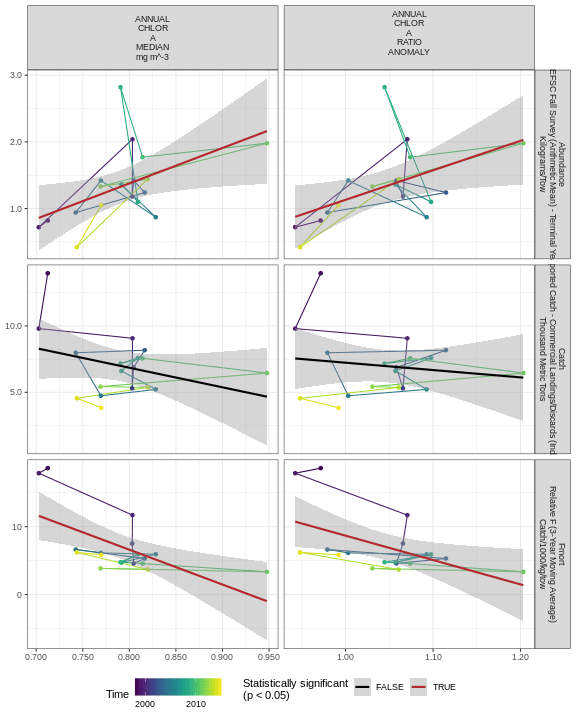 ANNUAL
CHLOR
A
MEDIAN
mg m^-3
ANNUAL
CHLOR
A
RATIO
ANOMALY
3.0
2.0
1.0
Abundance
EFSC Fall Survey (Arithmetic Mean) - Terminal Ye
Kilograms/tow
10.0
5.0
Catch
ported Catch - Commercial Landings/Discards (Ind
Thousand Metric Tons
10
0
Fmort
Relative F (3-Year Moving Average)
Catch/1000/kg/tow
0.700
0.750
0.800
0.850
0.900
0.950
1.00
1.10
1.20
Time
2000
2010
Statistically significant
(p < 0.05)
FALSE
TRUE